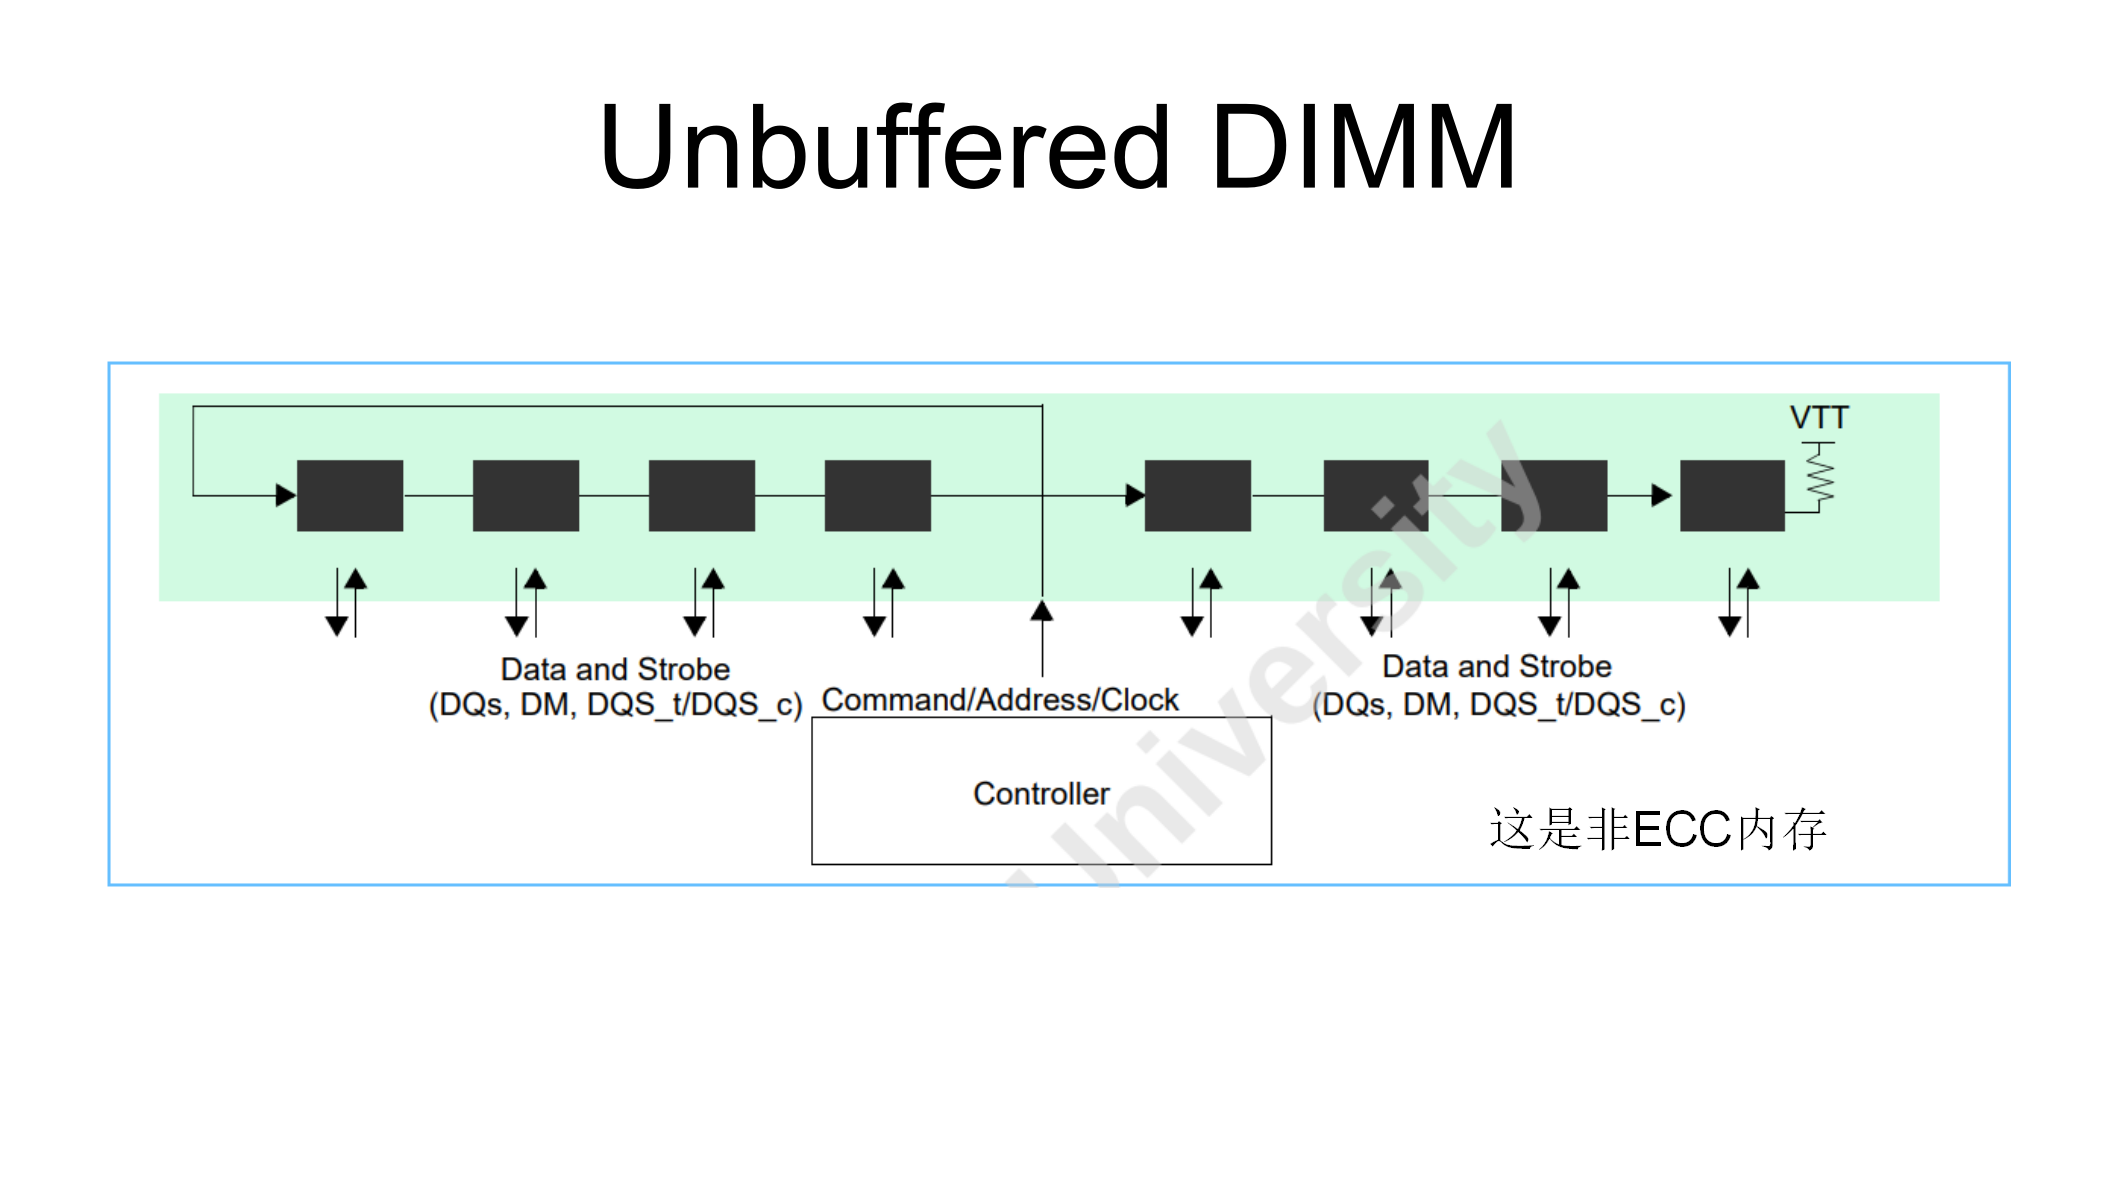 Unbuffered DIMM
VTT
Data and Strobe
(DQs, DM, DQS_t/DQS_c)
Command/Address/Clock
Data and Strobe
(DQs, DM, DQS_t/DQS_c)
Controller
这是非ECC内存
University